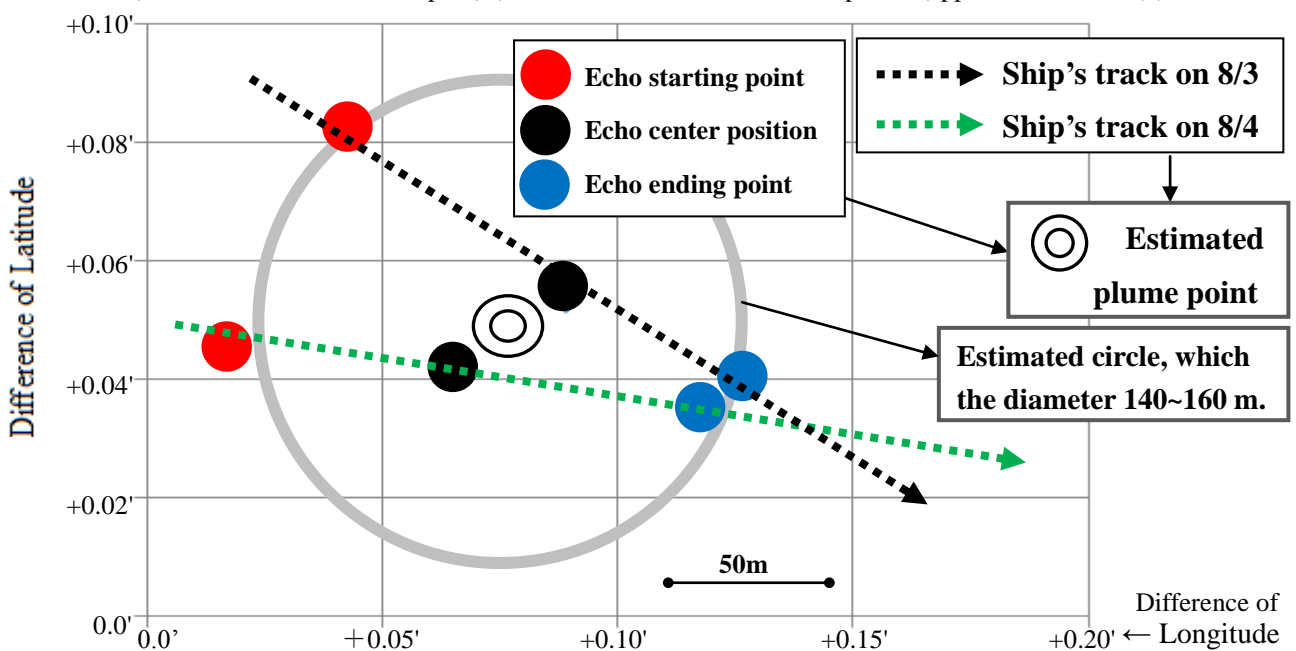 +0.10'
Echo starting point
Echo center position
Echo ending point
Ship's track on 8/3
Ship's track on 8/4
+0.08'
Estimated
plume point
+0.06'
Difference of Latitude
Estimated circle, which
the diameter 140~160 m.
+0.04'
+0.02'
50m
0.0'
Difference of
← Longitude
0.0’
+0.05'
+0.10'
+0.15'
+0.20'